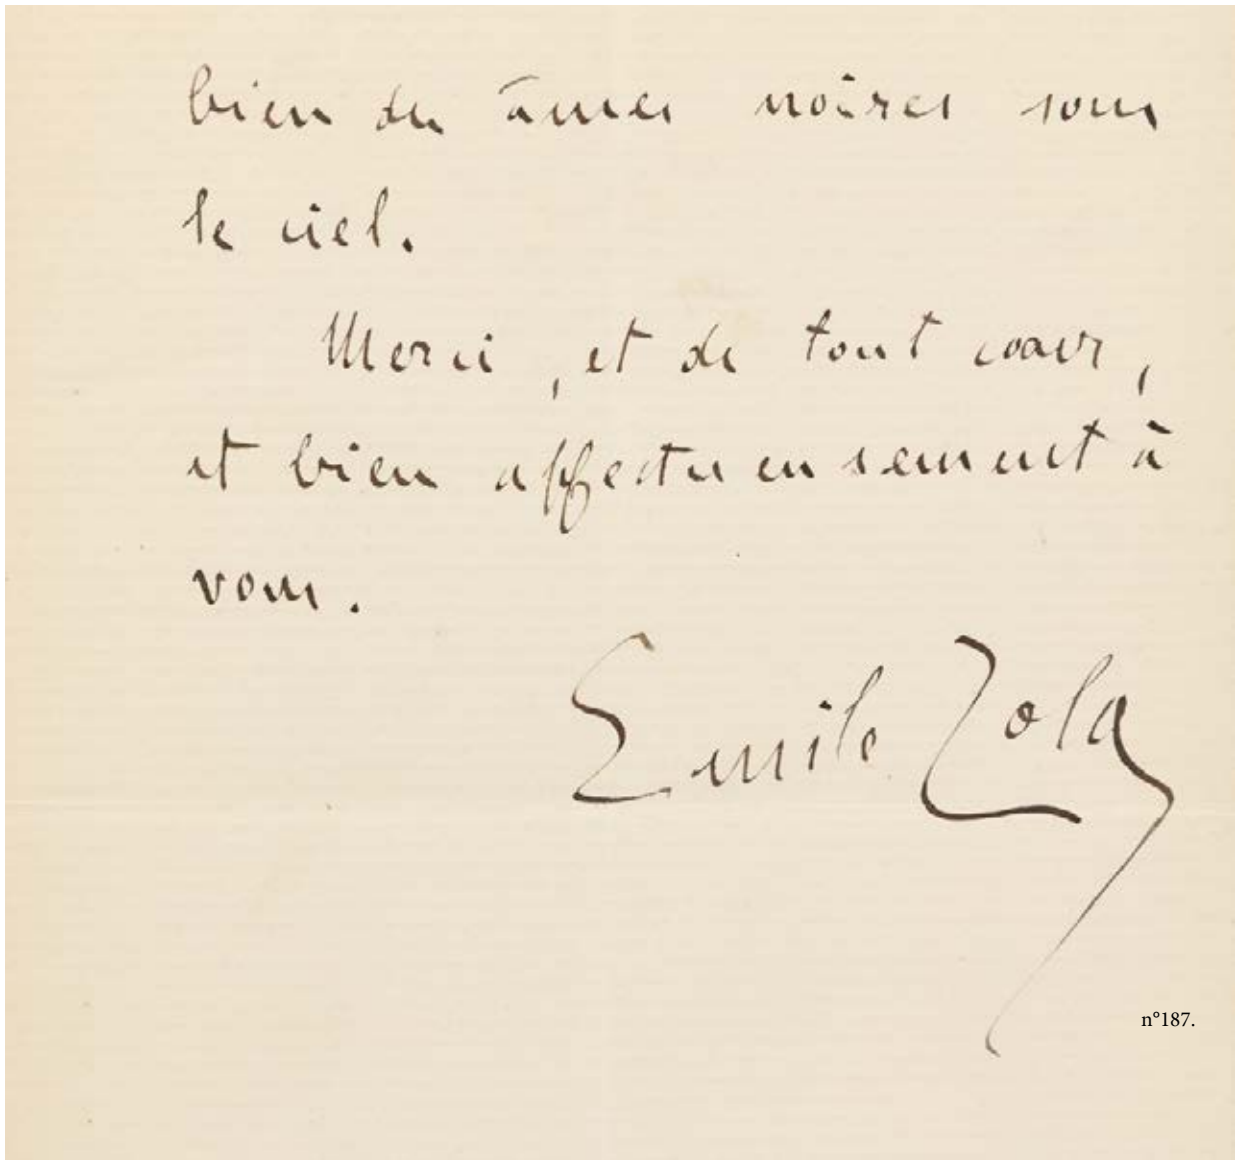 bien des âmes noires sous
le ciel.
Merci, et de tout cœur,
et bien affectueusement à
vous.
Emile Zola
n°187.